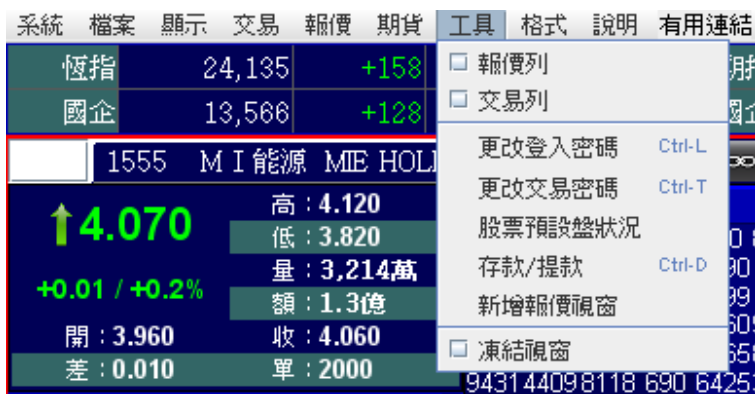 系統 檔案 顯示 交易 報價 期貨 工具 格式 說明 有用連結
恆指 24,135 +158
國企 13,566 +128
報價列
交易列
更改登入密碼 Ctrl-L
更改交易密碼 Ctrl-T
股票預設盤狀況
存款/提款 Ctrl-D
新增報價視窗
凍結視窗
1555 M I 能源 MIE HOL
4.070
+0.01 / +0.2%
高:4.120
低:3.820
量:3,214萬
額:1.3億
開:3.960 收:4.060
差:0.010 單:2000
9431 4409 8118 690 6425